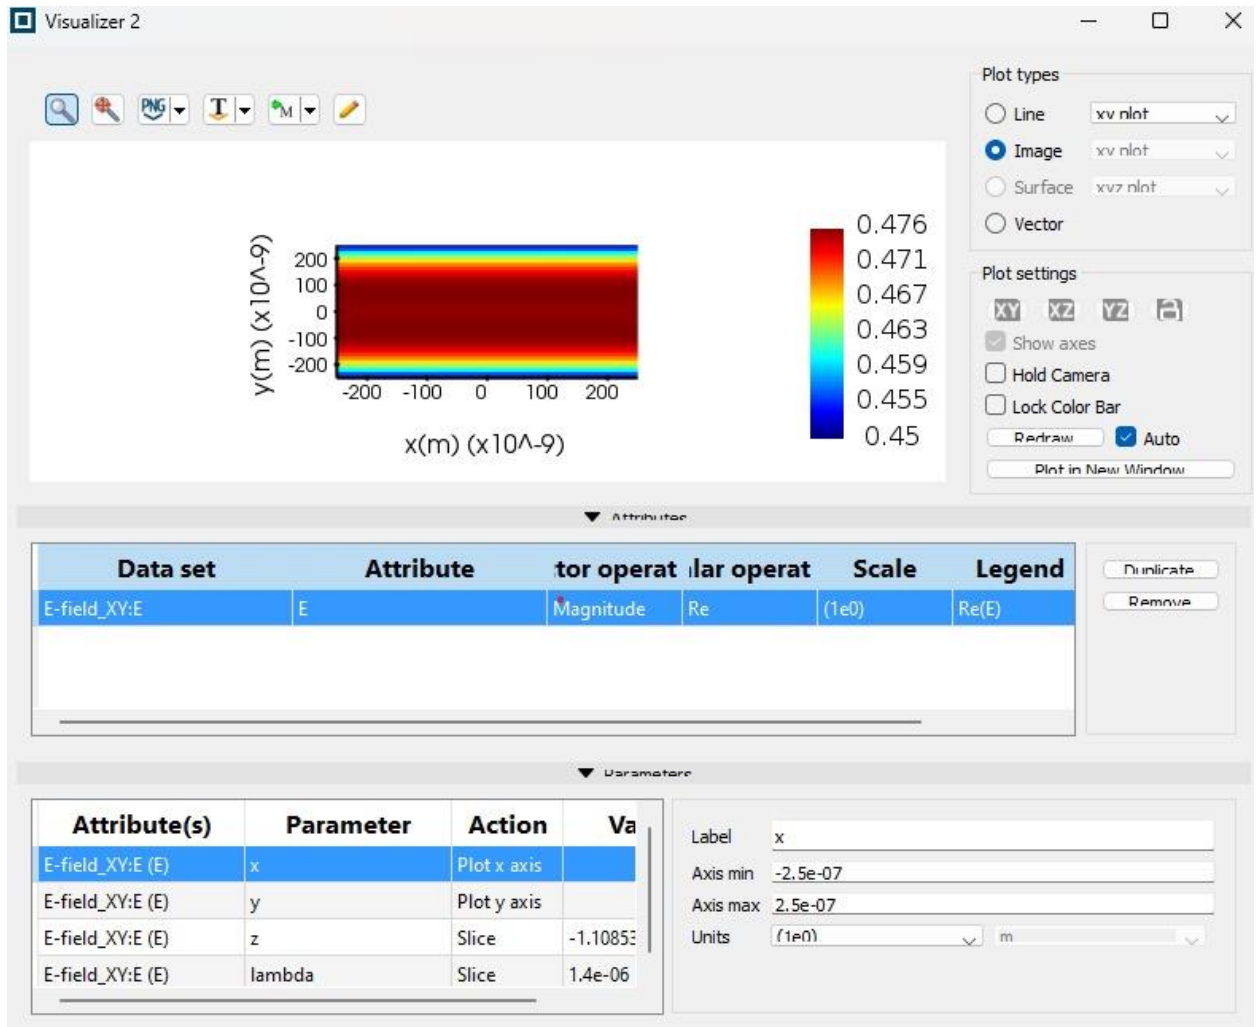 Visualizer 2
PNG T M
Plot types
Line xy plot
Image xy plot
Surface xyz plot
Vector
Plot settings
XY XZ YZ
Show axes
Hold Camera
Lock Color Bar
Redraw Auto
Plot in New Window
0.476
0.471
0.467
0.463
0.459
0.455
0.45
y(m) (x10^-9)
200
100
0
-100
-200
-200 -100 0 100 200
x(m) (x10^-9)
Attributes
Data set Attribute tor operat lar operat Scale Legend
E-field_XY:E E Magnitude Re (1e0) Re(E)
Duplicate
Remove
Parameters
Attribute(s) Parameter Action Va
E-field_XY:E (E) x Plot x axis
E-field_XY:E (E) y Plot y axis
E-field_XY:E (E) z Slice -1.10853
E-field_XY:E (E) lambda Slice 1.4e-06
Label x
Axis min -2.5e-07
Axis max 2.5e-07
Units (1e0) m